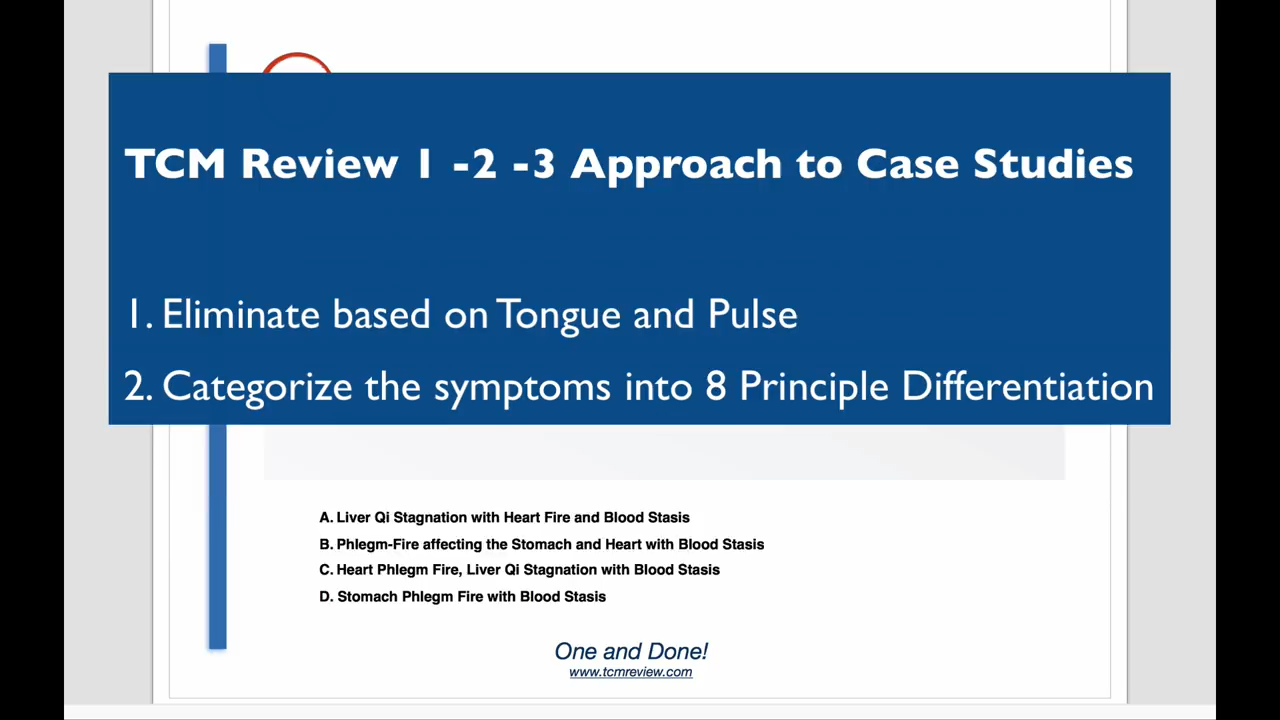 TCM Review 1 -2 -3 Approach to Case Studies
1. Eliminate based on Tongue and Pulse
2. Categorize the symptoms into 8 Principle Differentiation
A. Liver Qi Stagnation with Heart Fire and Blood Stasis
B. Phlegm-Fire affecting the Stomach and Heart with Blood Stasis
C. Heart Phlegm Fire, Liver Qi Stagnation with Blood Stasis
D. Stomach Phlegm Fire with Blood Stasis
One and Done!
www.tcmreview.com